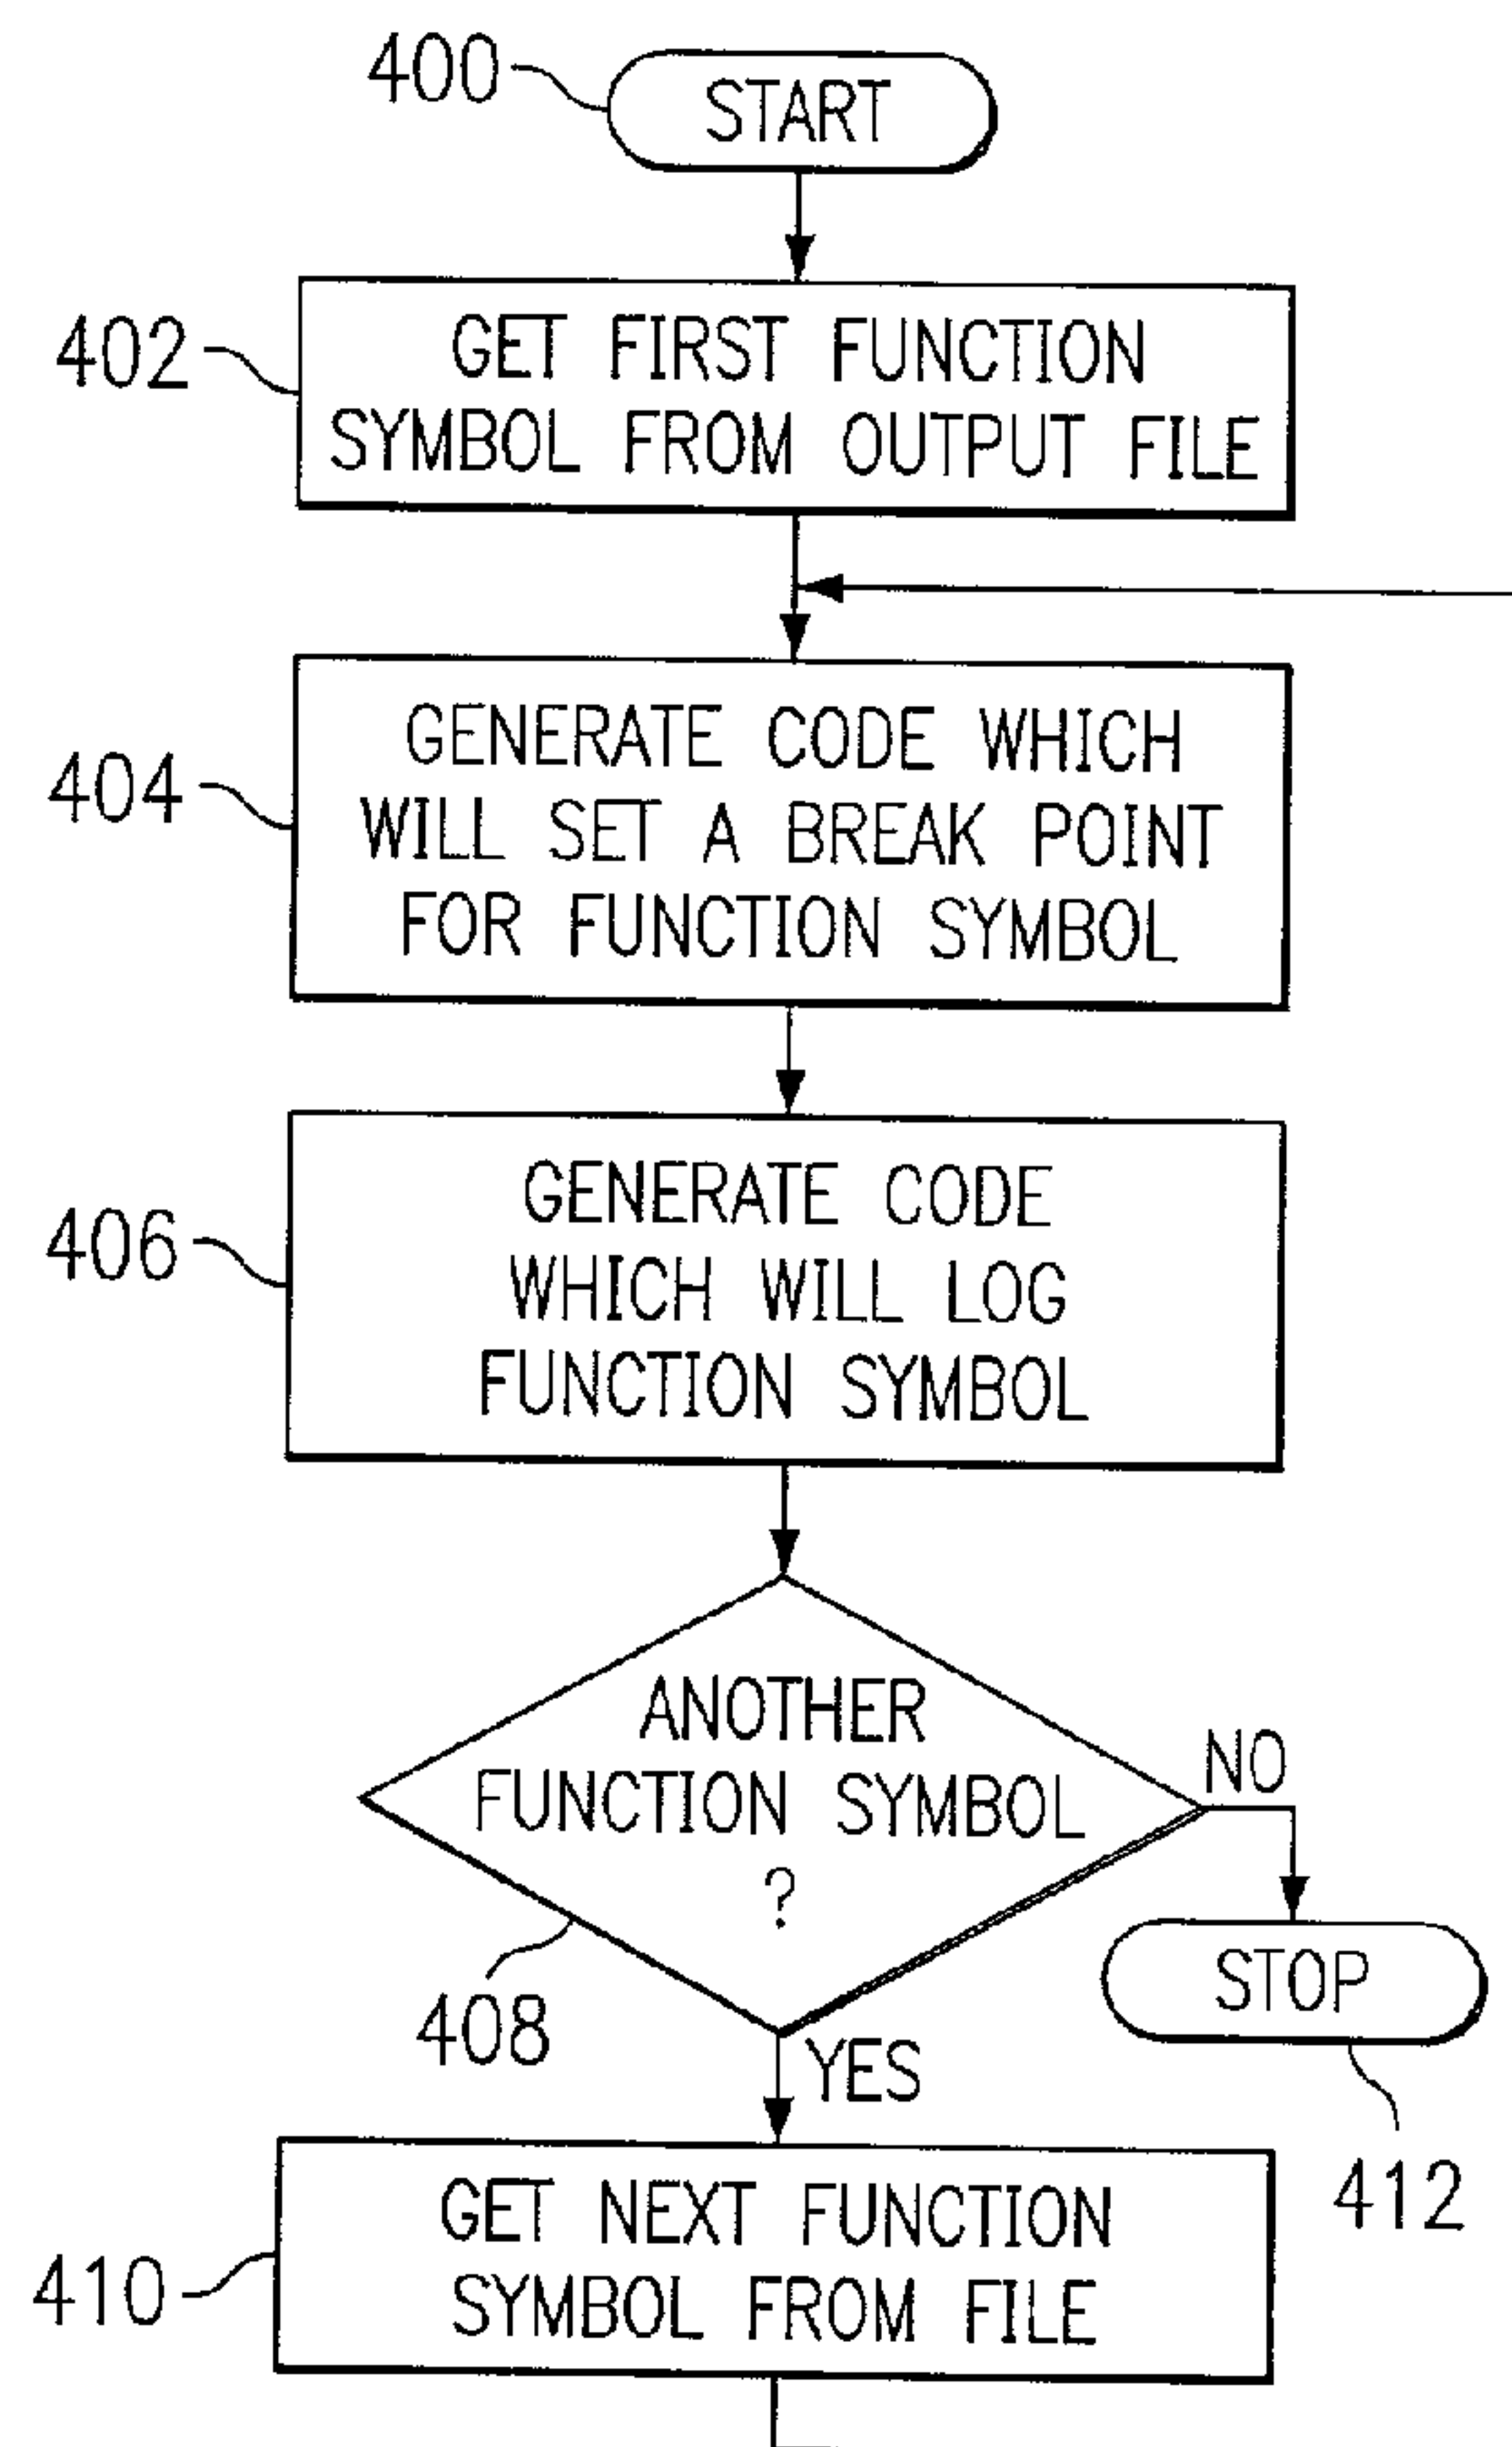 400
START
402
GET FIRST FUNCTION
SYMBOL FROM OUTPUT FILE
404
GENERATE CODE WHICH
WILL SET A BREAK POINT
FOR FUNCTION SYMBOL
406
GENERATE CODE
WHICH WILL LOG
FUNCTION SYMBOL
ANOTHER
FUNCTION SYMBOL
?
NO
STOP
408
YES
412
410
GET NEXT FUNCTION
SYMBOL FROM FILE